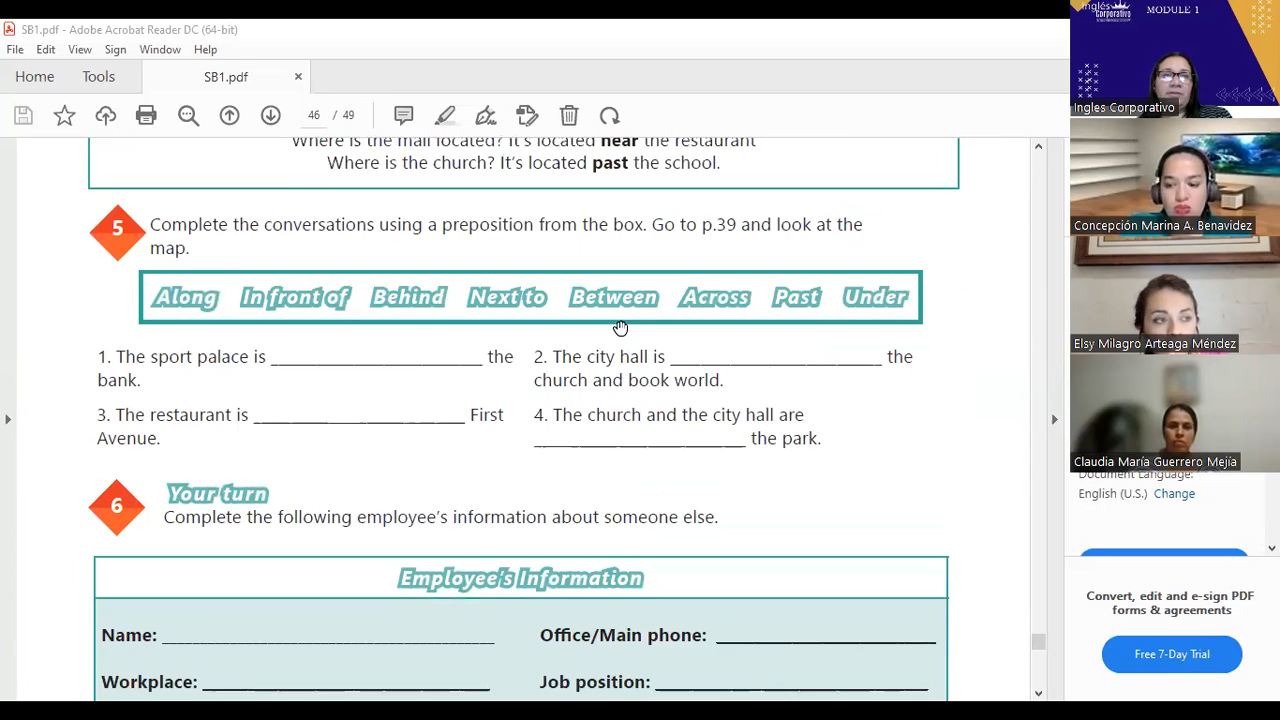 SB1.pdf - Adobe Acrobat Reader DC (64-bit)
File Edit View Sign Window Help
Home Tools SB1.pdf ×
46 / 49
Where is the mall located? It's located near the restaurant
Where is the church? It's located past the school.
5 Complete the conversations using a preposition from the box. Go to p.39 and look at the
map.
Along In front of Behind Next to Between Across Past Under
1. The sport palace is ______________________ the
bank.
2. The city hall is ______________________ the
church and book world.
3. The restaurant is ______________________ First
Avenue.
4. The church and the city hall are
______________________ the park.
6 Your turn
Complete the following employee's information about someone else.
Employee's Information
Name: ___________________________________
Office/Main phone: _______________________
Workplace: ______________________________
Job position: _____________________________
Inglés
Corporativo
MODULE 1
Ingles Corporativo
Concepción Marina A. Benavidez
Elsy Milagro Arteaga Méndez
Claudia María Guerrero Mejía
Document Language:
English (U.S.) Change
Convert, edit and e-sign PDF
forms & agreements
Free 7-Day Trial